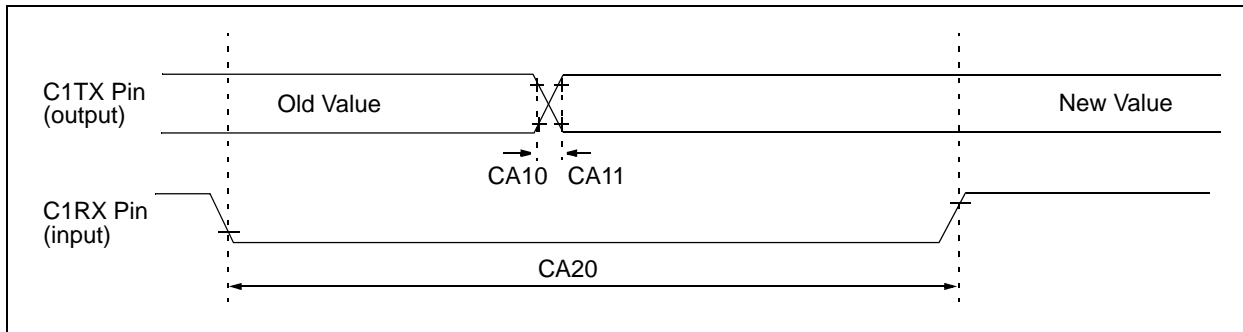 C1TX Pin
(output)
Old Value
New Value
CA10 CA11
C1RX Pin
(input)
CA20